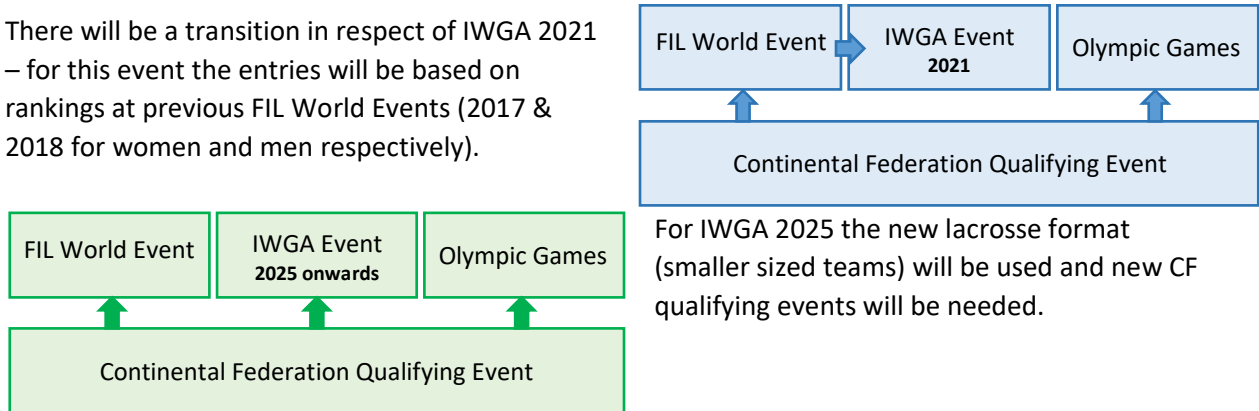 There will be a transition in respect of IWGA 2021
– for this event the entries will be based on
rankings at previous FIL World Events (2017 &
2018 for women and men respectively).
FIL World Event
IWGA Event
2021
Olympic Games
Continental Federation Qualifying Event
FIL World Event
IWGA Event
2025 onwards
Olympic Games
Continental Federation Qualifying Event
For IWGA 2025 the new lacrosse format
(smaller sized teams) will be used and new CF
qualifying events will be needed.